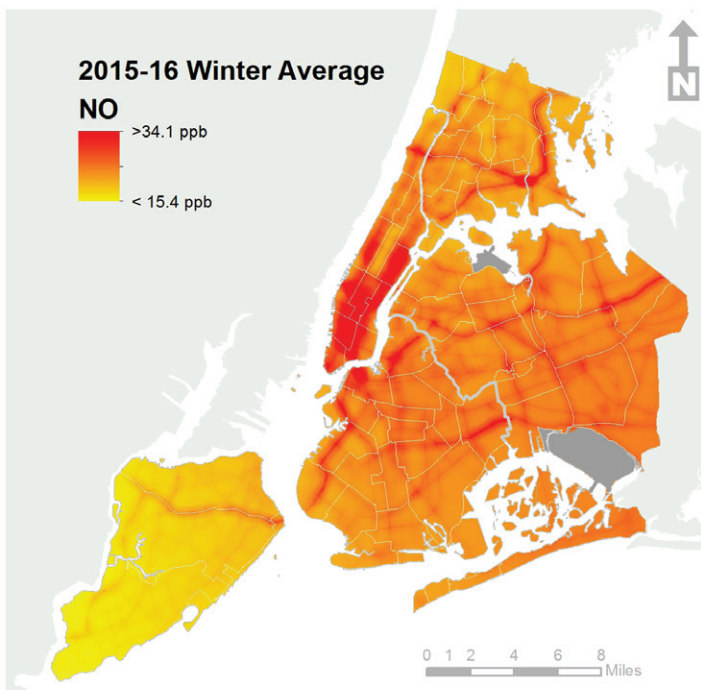 2015-16 Winter Average
NO
>34.1 ppb
< 15.4 ppb
N
0 1 2 4 6 8
Miles